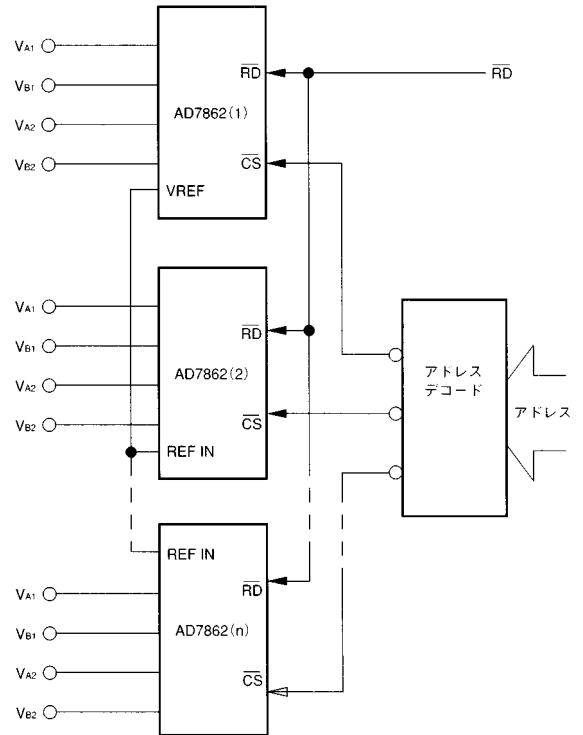 VA1
VB1
VA2
VB2
RD
AD7862(1)
CS
VREF
RD
VA1
VB1
VA2
VB2
RD
AD7862(2)
CS
REF IN
アドレス
デコード
アドレス
REF IN
VA1
VB1
VA2
VB2
RD
AD7862(n)
CS